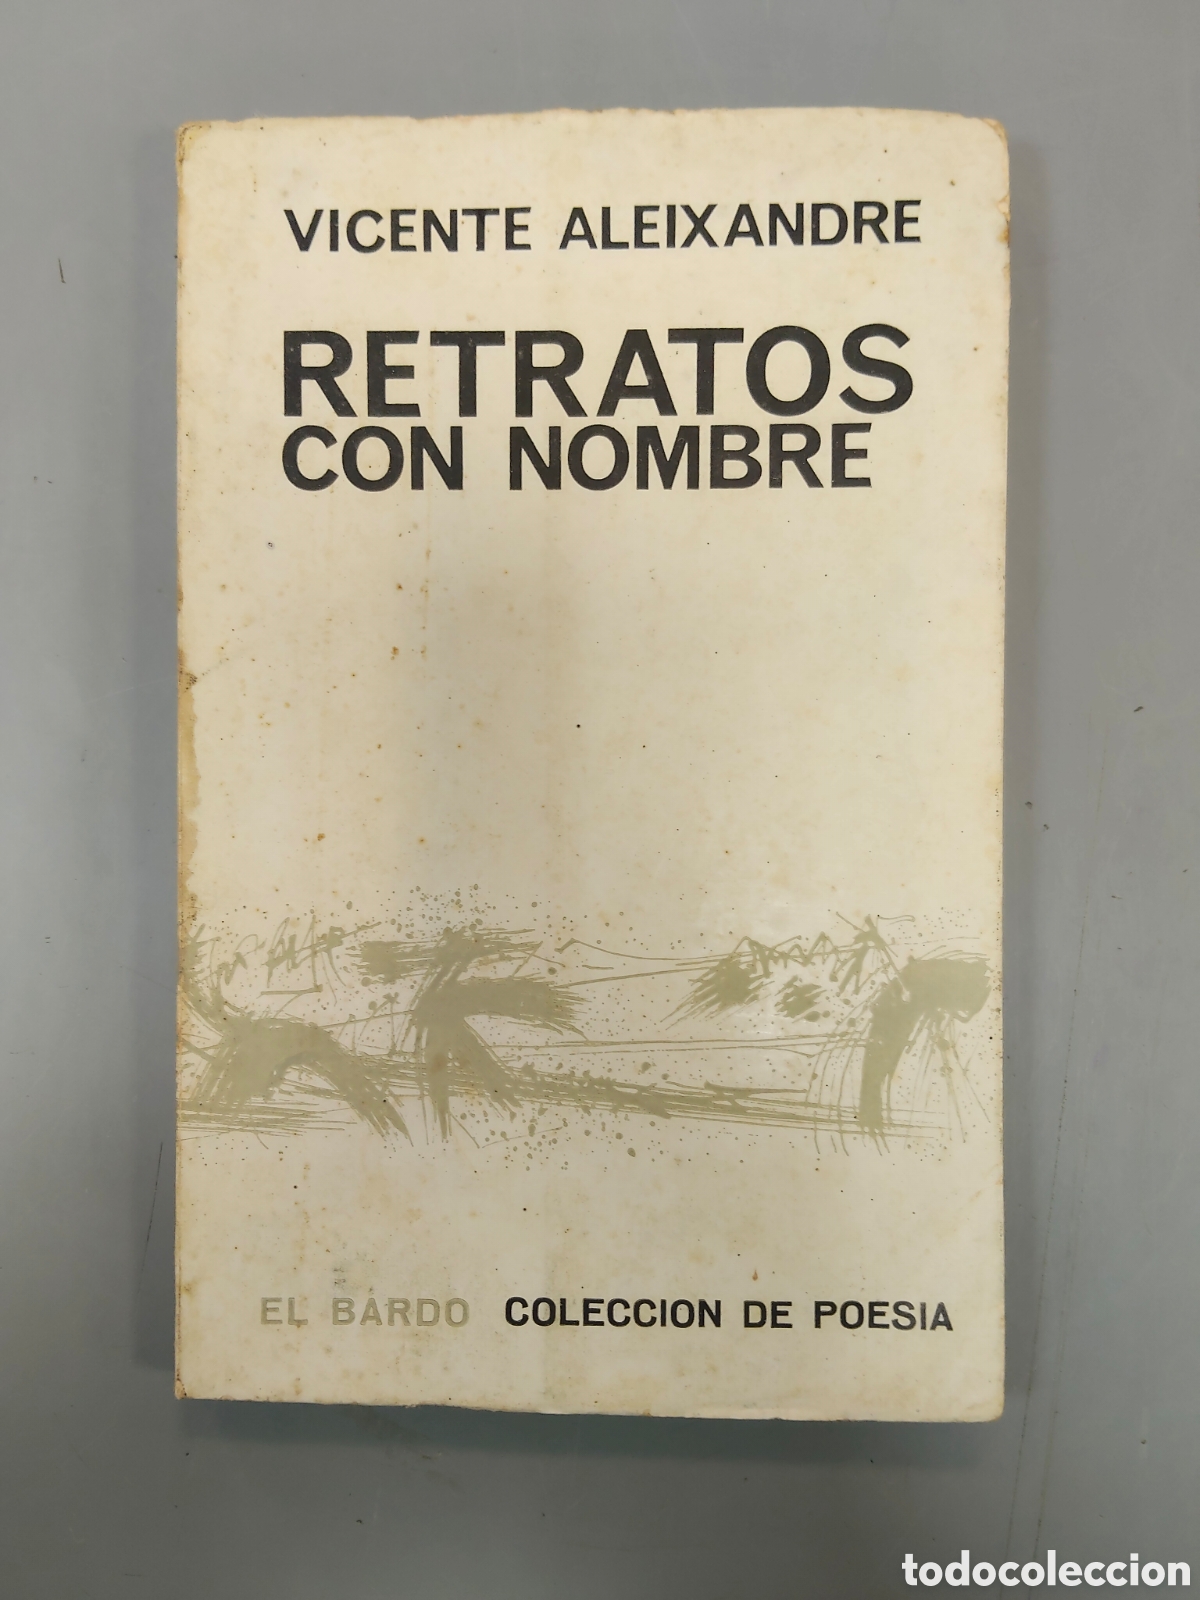 VICENTE ALEIXANDRE
RETRATOS
CON NOMBRE
EL BARDO COLECCION DE POESIA
todocoleccion